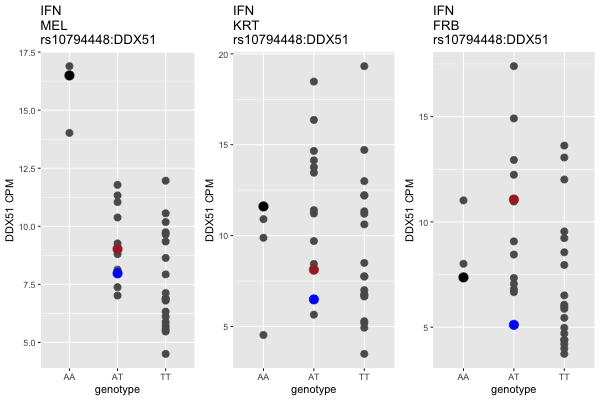 IFN
MEL
rs10794448:DDX51
17.5
15.0
12.5
10.0
7.5
5.0
DDX51 CPM
AA AT TT
genotype
IFN
KRT
rs10794448:DDX51
20
15
10
5
DDX51 CPM
AA AT TT
genotype
IFN
FRB
rs10794448:DDX51
15
10
5
DDX51 CPM
AA AT TT
genotype